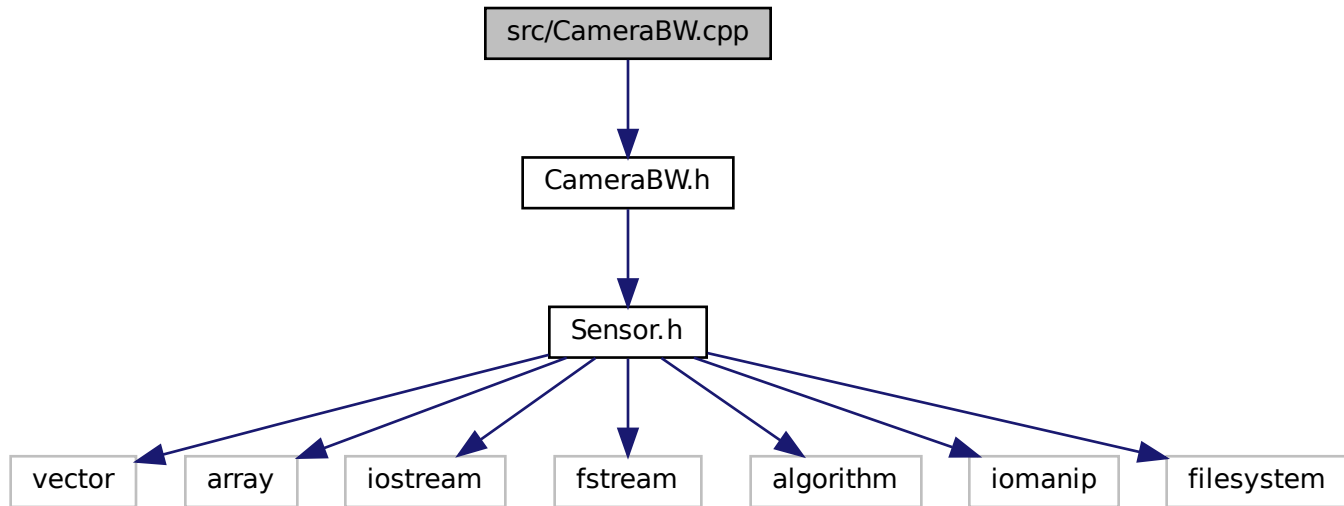 src/CameraBW.cpp
CameraBW.h
Sensor.h
vector
array
iostream
fstream
algorithm
iomanip
filesystem